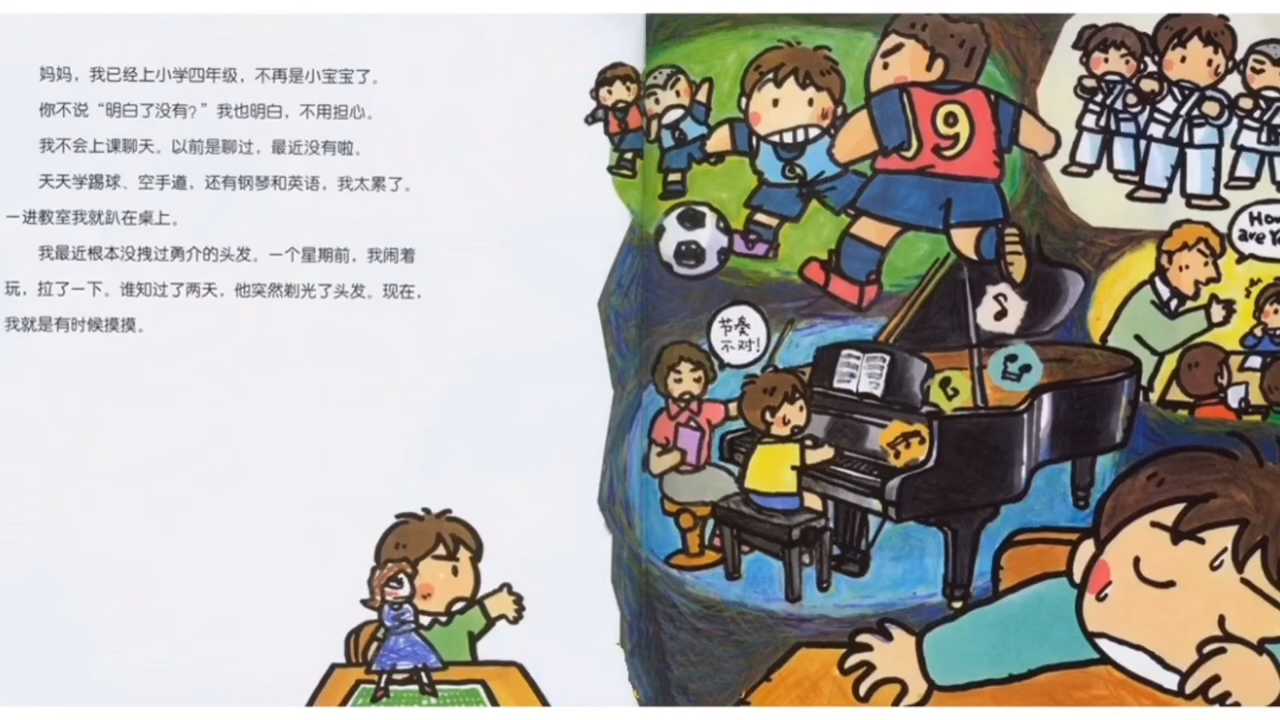 妈妈，我已经上小学四年级，不再是小宝宝了。
你不说“明白了没有？”我也明白，不用担心。
我不会上课聊天。以前是聊过，最近没有啦。
天天学踢球、空手道，还有钢琴和英语，我太累了。
一进教室我就趴在桌上。
我最近根本没拽过勇介的头发。一个星期前，我闹着
玩，拉了一下。谁知过了两天，他突然剃光了头发。现在，
我就是有时候摸摸。
19
节奏
不对！